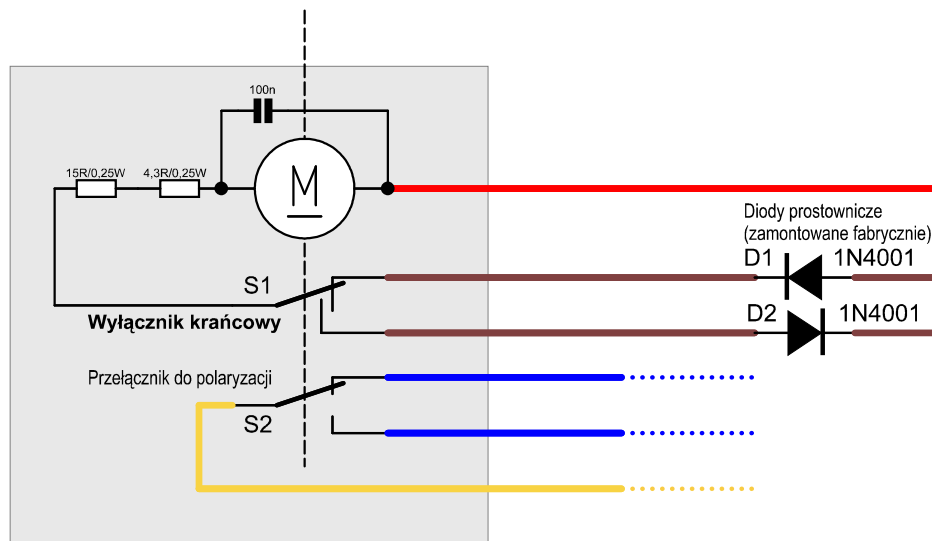 100n
15R/0,25W
4,3R/0,25W
M
Diody prostownicze
(zamontowane fabrycznie)
D1
1N4001
S1
Wyłącznik krańcowy
D2
1N4001
Przełącznik do polaryzacji
S2